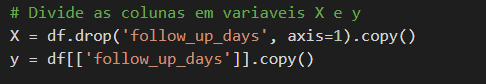 # Divide as colunas em variaveis X e y
X = df.drop('follow_up_days', axis=1).copy()
y = df[['follow_up_days']].copy()